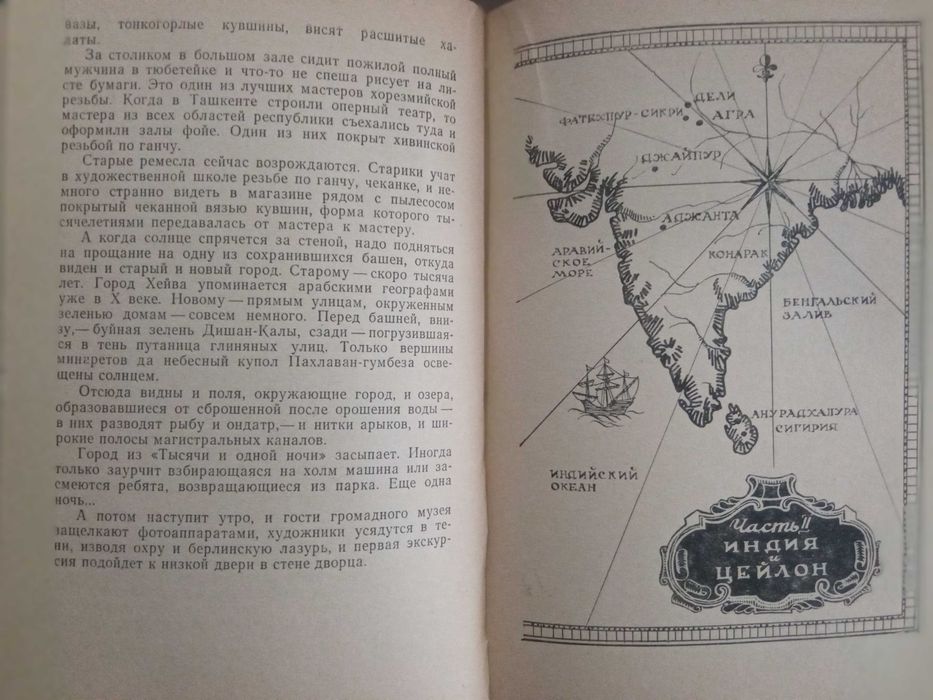 вазы, тонкогорлые кувшины, висят расшитые ха-
латы.
За столиком в большом зале сидит пожилой полный
мужчина в тюбетейке и что-то не спеша рисует на ли-
сте бумаги. Это один из лучших мастеров хорезмийской
резьбы. Когда в Ташкенте строили оперный театр, то
мастера из всех областей республики съехались туда и
оформили залы фойе. Один из них покрыт хивинской
резьбой по ганчу.
Старые ремесла сейчас возрождаются. Старики учат
в художественной школе резьбе по ганчу, чеканке, и не-
много странно видеть в магазине рядом с пылесосом
покрытый чеканной вязью кувшин, форма которого ты-
сячелетиями передавалась от мастера к мастеру.
А когда солнце спрячется за стеной, надо подняться
на прощание на одну из сохранившихся башен, откуда
виден и старый и новый город. Старому — скоро тысяча
лет. Город Хейва упоминается арабскими географами
уже в X веке. Новому — прямым улицам, окруженным
зеленью домам — совсем немного. Перед башней, вни-
зу, — буйная зелень Дишан-Калы, сзади — погрузившая-
ся в тень путаница глиняных улиц. Только вершины
минаретов да небесный купол Пахлаван-гумбеза осве-
щены солнцем.
Отсюда видны и поля, окружающие город, и озера,
образовавшиеся от сброшенной после орошения воды —
в них разводят рыбу и ондатр, — и нитки арыков, и ши-
рокие полосы магистральных каналов.
Город из «Тысячи и одной ночи» засыпает. Иногда
только заурчит взбирающаяся на холм машина или за-
смеются ребята, возвращающиеся из парка. Еще одна
ночь...
А потом наступит утро, и гости громадного музея
защелкают фотоаппаратами, художники усядутся в те-
ни, изводя охру и берлинскую лазурь, и первая экскур-
сия подойдет к низкой двери в стене дворца.
ДЕЛИ
ФАТЕХПУР-СИКРИ
АГРА
ДЖАЙПУР
АДЖАНТА
АРАВИЙ-
СКОЕ
МОРЕ
КОНАРАК
БЕНГАЛЬСКИЙ
ЗАЛИВ
АНУРАДХАПУРА
СИГИРИЯ
ИНДИЙСКИЙ
ОКЕАН
Часть II
ИНДИЯ
и
ЦЕЙЛОН